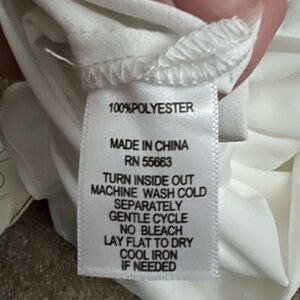 100%POLYESTER
MADE IN CHINA
RN 55663
TURN INSIDE OUT
MACHINE WASH COLD
SEPARATELY
GENTLE CYCLE
NO BLEACH
LAY FLAT TO DRY
COOL IRON
IF NEEDED